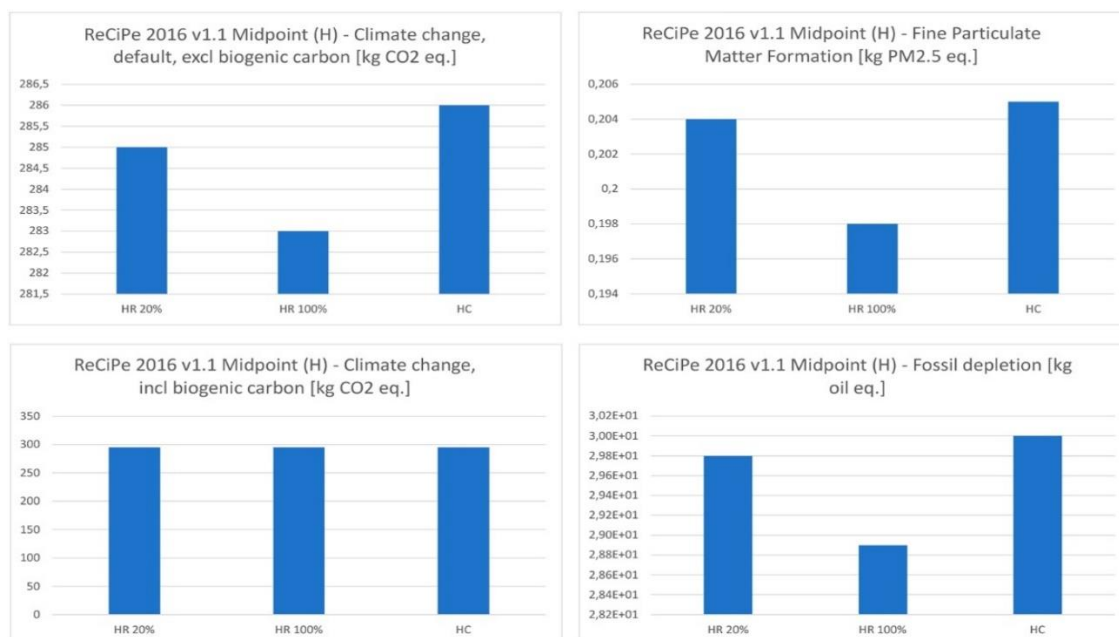 ReCiPe 2016 v1.1 Midpoint (H) - Climate change,
default, excl biogenic carbon [kg CO2 eq.]
286,5
286
285,5
285
284,5
284
283,5
283
282,5
282
281,5
HR 20% HR 100% HC
ReCiPe 2016 v1.1 Midpoint (H) - Fine Particulate
Matter Formation [kg PM2.5 eq.]
0,206
0,204
0,202
0,2
0,198
0,196
0,194
HR 20% HR 100% HC
ReCiPe 2016 v1.1 Midpoint (H) - Climate change,
incl biogenic carbon [kg CO2 eq.]
350
300
250
200
150
100
50
0
HR 20% HR 100% HC
ReCiPe 2016 v1.1 Midpoint (H) - Fossil depletion [kg
oil eq.]
3,02E+01
3,00E+01
2,98E+01
2,96E+01
2,94E+01
2,92E+01
2,90E+01
2,88E+01
2,86E+01
2,84E+01
2,82E+01
HR 20% HR 100% HC